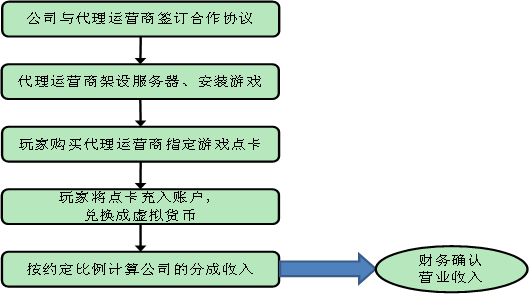 公司与代理运营商签订合作协议
代理运营商架设服务器、安装游戏
玩家购买代理运营商指定游戏点卡
玩家将点卡充入账户，
兑换成虚拟货币
按约定比例计算公司的分成收入
财务确认
营业收入